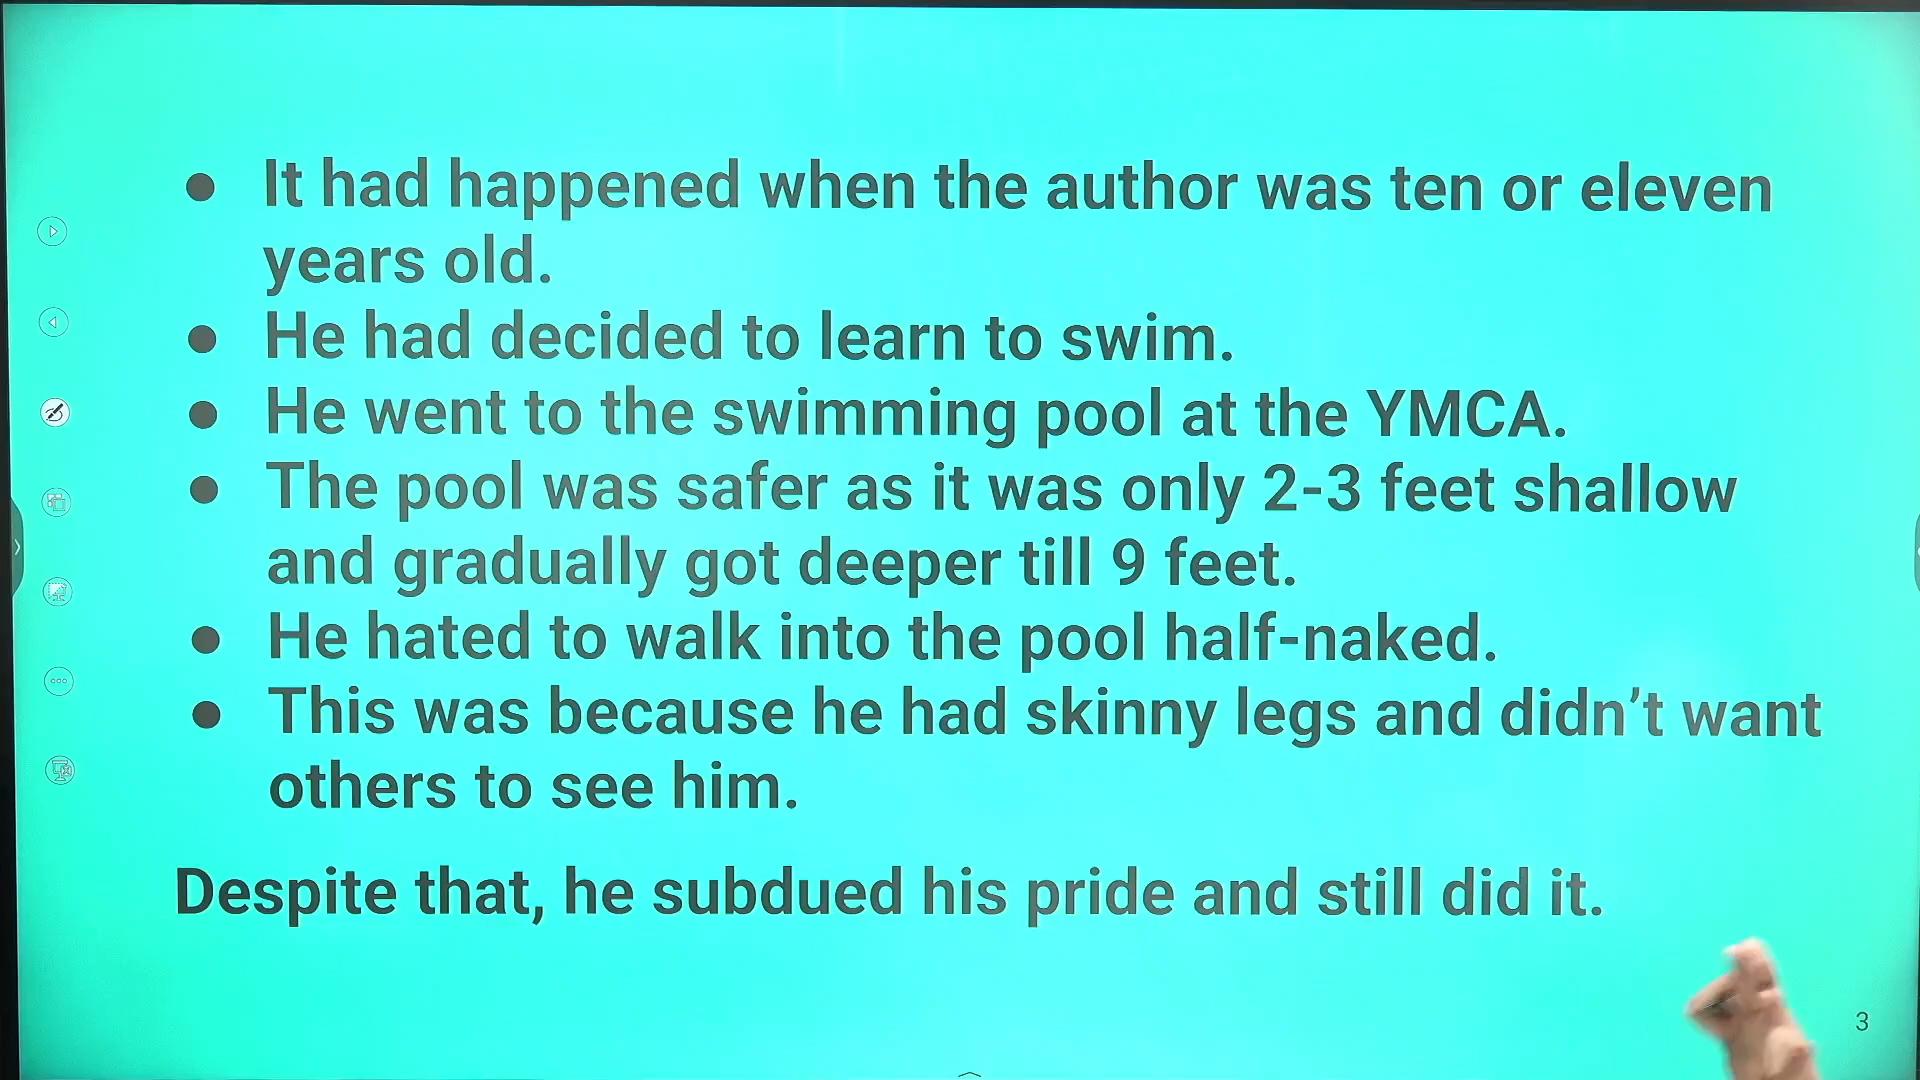 ● It had happened when the author was ten or eleven
years old.
● He had decided to learn to swim.
● He went to the swimming pool at the YMCA.
● The pool was safer as it was only 2-3 feet shallow
and gradually got deeper till 9 feet.
● He hated to walk into the pool half-naked.
● This was because he had skinny legs and didn’t want
others to see him.
Despite that, he subdued his pride and still did it.
3